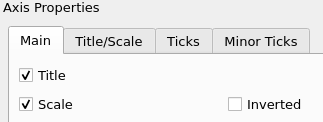 Axis Properties
Main Title/Scale Ticks Minor Ticks
Title
Scale Inverted